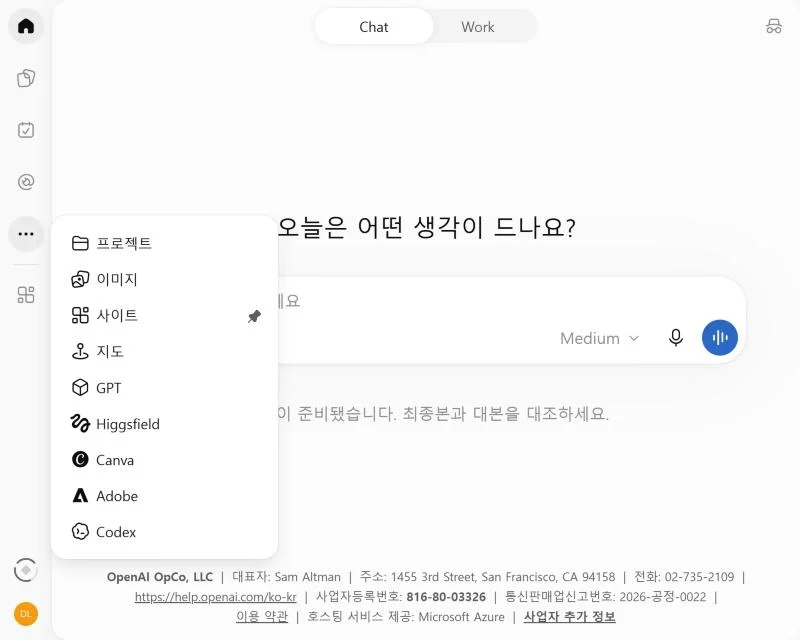 Chat
Work
오늘은 어떤 생각이 드나요?
프로젝트
이미지
사이트
지도
GPT
Higgsfield
Canva
Adobe
Codex
Medium
준비됐습니다. 최종본과 대본을 대조하세요.
OpenAI OpCo, LLC | 대표자: Sam Altman | 주소: 1455 3rd Street, San Francisco, CA 94158 | 전화: 02-735-2109 |
https://help.openai.com/ko-kr | 사업자등록번호: 816-80-03326 | 통신판매업신고번호: 2026-공정-0022 |
이용 약관 | 호스팅 서비스 제공: Microsoft Azure | 사업자 추가 정보
DL